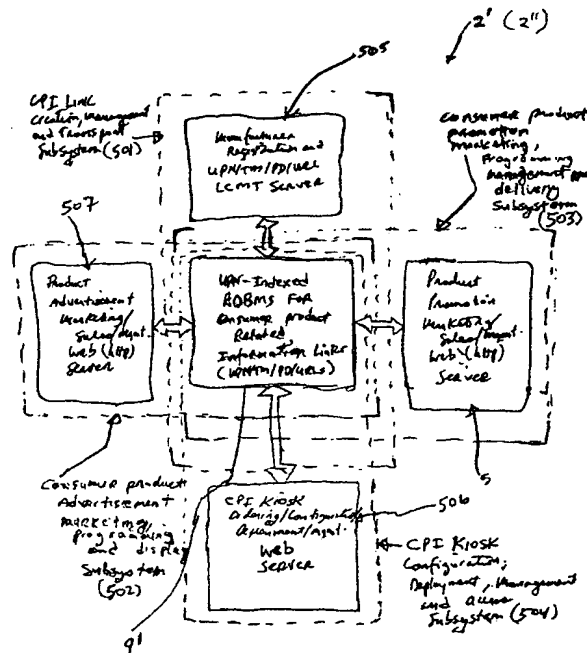 505
2' (2")
CPI LINK
Creation, Management
and Transport
Subsystem (501)
Manufacturer
Registration and
UPN/TM/PD/URL
LCMT SERVER
Consumer product
promotion
marketing,
Programming
management and
delivery
Subsystem
(503)
507
Product
Advertisement
Marketing/
Sales/Mgmt.
Web (http)
Server
UPN-Indexed
RDBMS FOR
Consumer product
Related
Information Links
(UPN/TM/PD/URLs)
Product
Promotion
Marketing/
Sales/Mgmt.
Web (http)
Server
Consumer product
Advertisement
marketing,
programming
and display
Subsystem
(502)
CPI KIOSK
Ordering/Configuration
Deployment/Mgmt.
Web
SERVER
506
5
CPI KIOSK
Configuration,
Deployment, Management
and Access
Subsystem (504)
9'